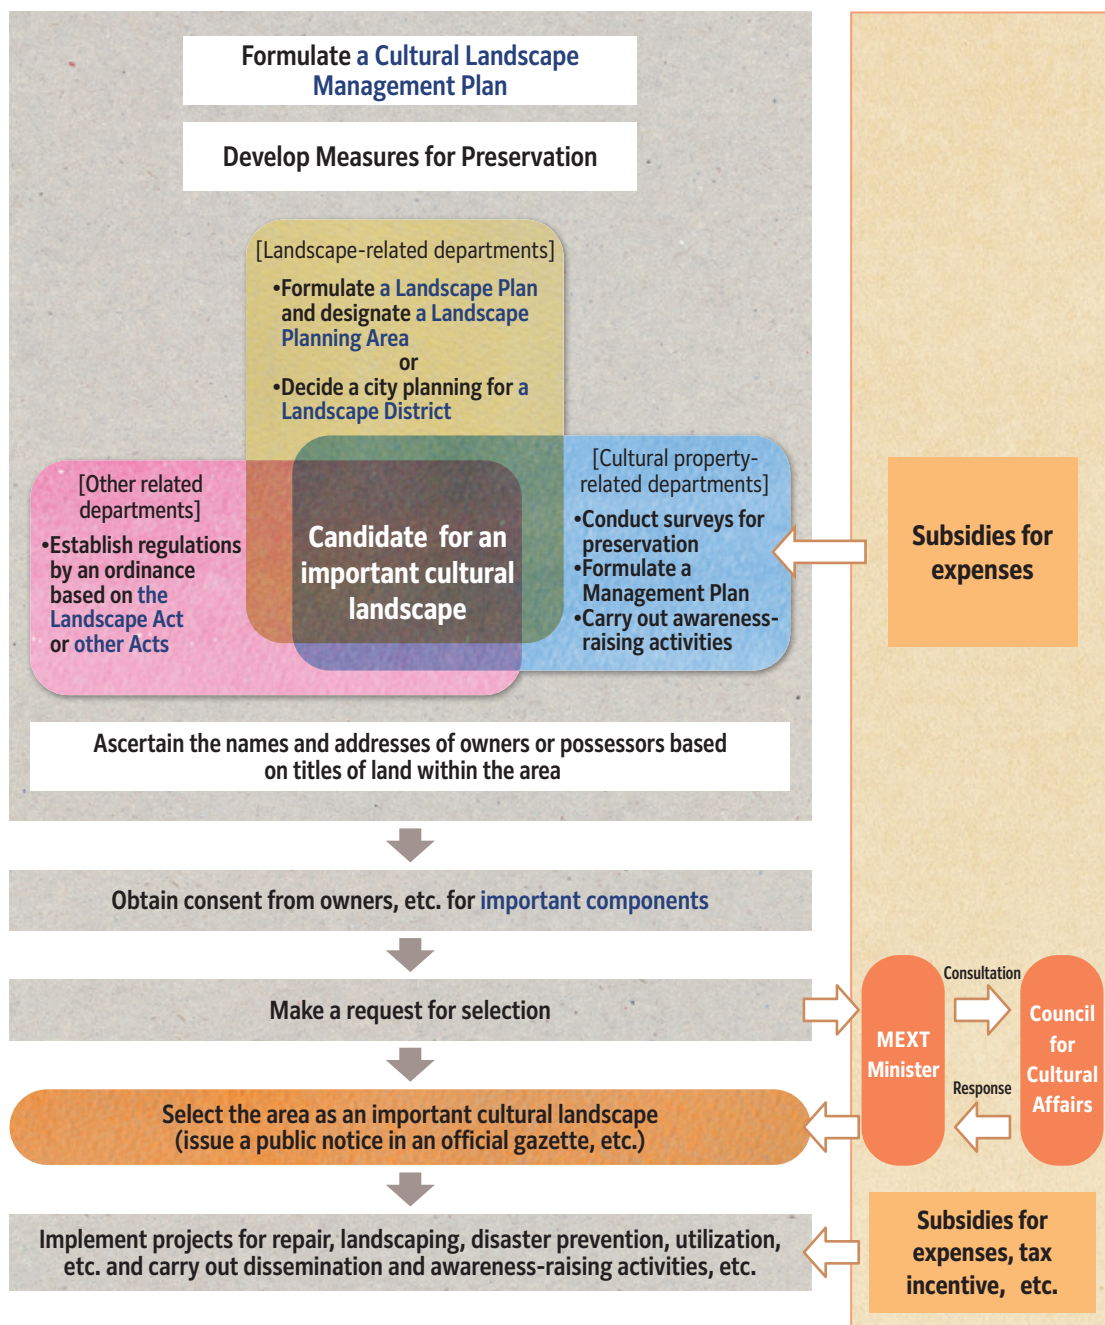 Formulate a Cultural Landscape
Management Plan
Develop Measures for Preservation
[Landscape-related departments]
•Formulate a Landscape Plan
and designate a Landscape
Planning Area
or
•Decide a city planning for a
Landscape District
[Other related
departments]
•Establish regulations
by an ordinance
based on the
Landscape Act
or other Acts
Candidate for an
important cultural
landscape
[Cultural property-
related departments]
•Conduct surveys for
preservation
•Formulate a
Management Plan
•Carry out awareness-
raising activities
Subsidies for
expenses
Ascertain the names and addresses of owners or possessors based
on titles of land within the area
Obtain consent from owners, etc. for important components
Make a request for selection
MEXT
Minister
Consultation
Response
Council
for
Cultural
Affairs
Select the area as an important cultural landscape
(issue a public notice in an official gazette, etc.)
Implement projects for repair, landscaping, disaster prevention, utilization,
etc. and carry out dissemination and awareness-raising activities, etc.
Subsidies for
expenses, tax
incentive, etc.